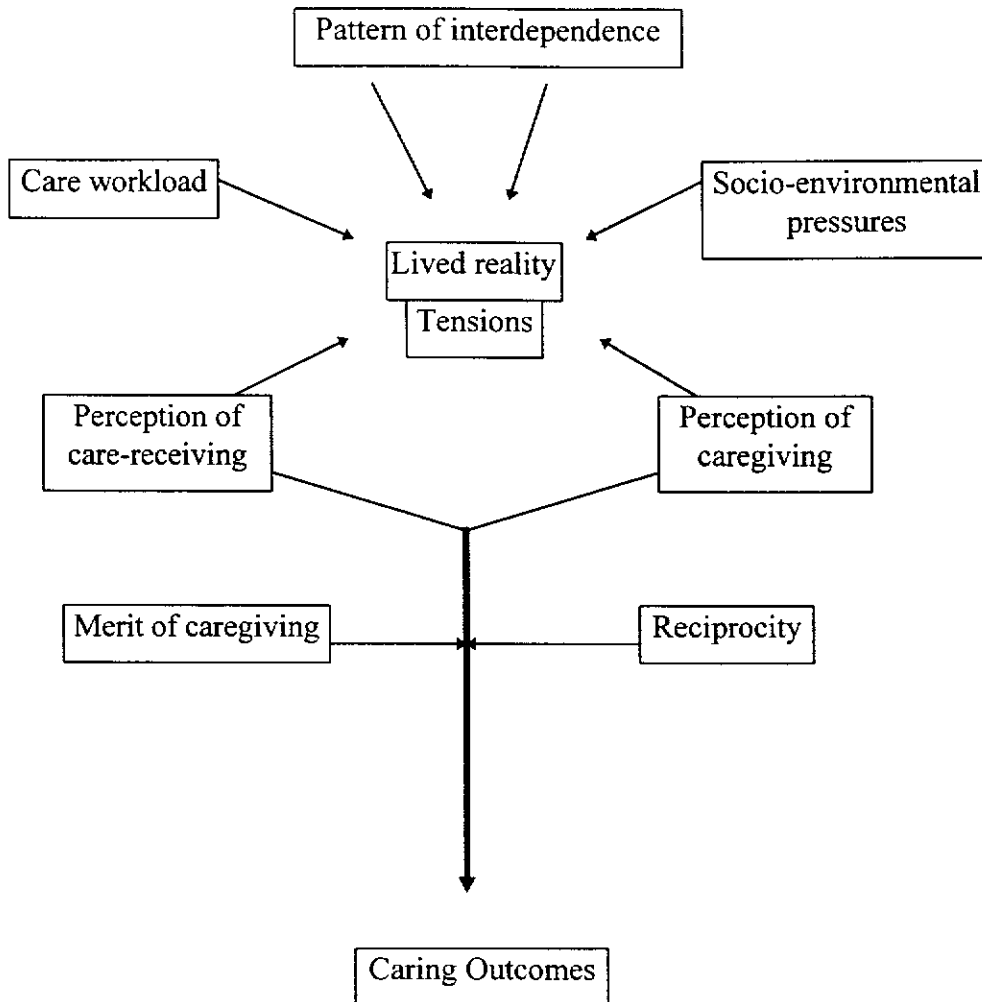 Pattern of interdependence
Care workload
Socio-environmental
pressures
Lived reality
Tensions
Perception of
care-receiving
Perception of
caregiving
Merit of caregiving
Reciprocity
Caring Outcomes